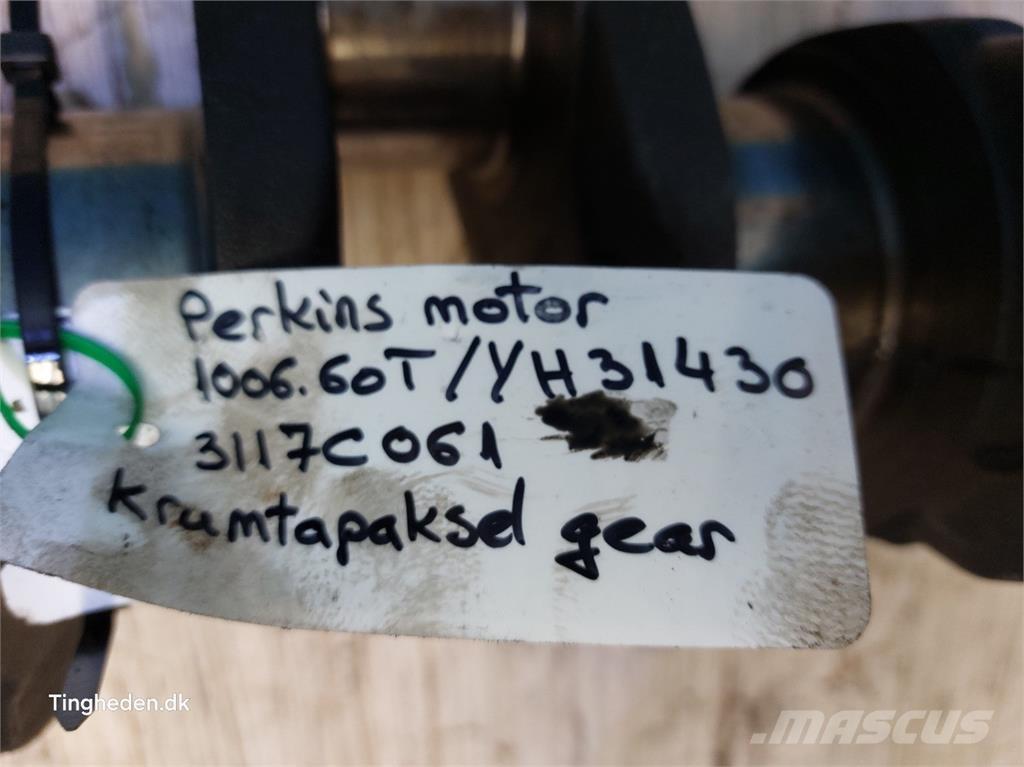 Perkins motor
1006.60T/YH31430
3117C061
Krumtapaksel gear
Tingheden.dk
MASCUS